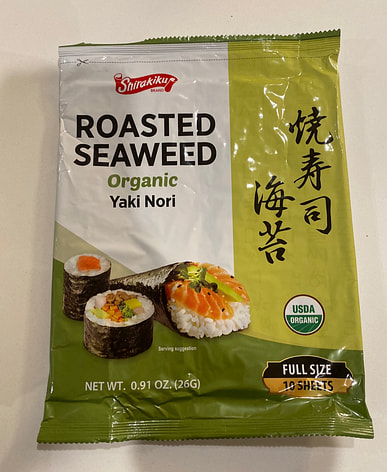 Shirakiku
BRAND
ROASTED
SEAWEED
Organic
Yaki Nori
焼寿司
海苔
USDA
ORGANIC
Serving suggestion
FULL SIZE
10 SHEETS
NET WT. 0.91 OZ. (26G)